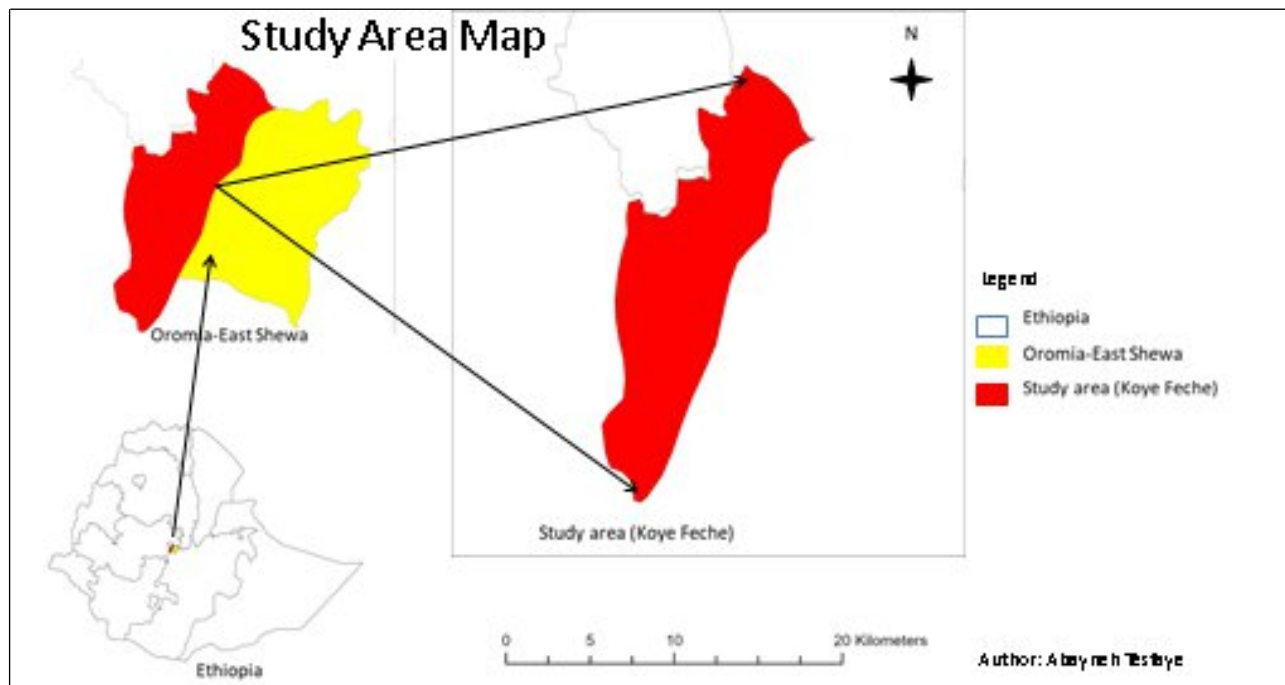 Study Area Map
N
Oromia-East Shewa
Legend
Ethiopia
Oromia-East Shewa
Study area (Koye Feche)
Study area (Koye Feche)
0 5 10 20 Kilometers
Ethiopia
Author: Abayneh Tesfaye